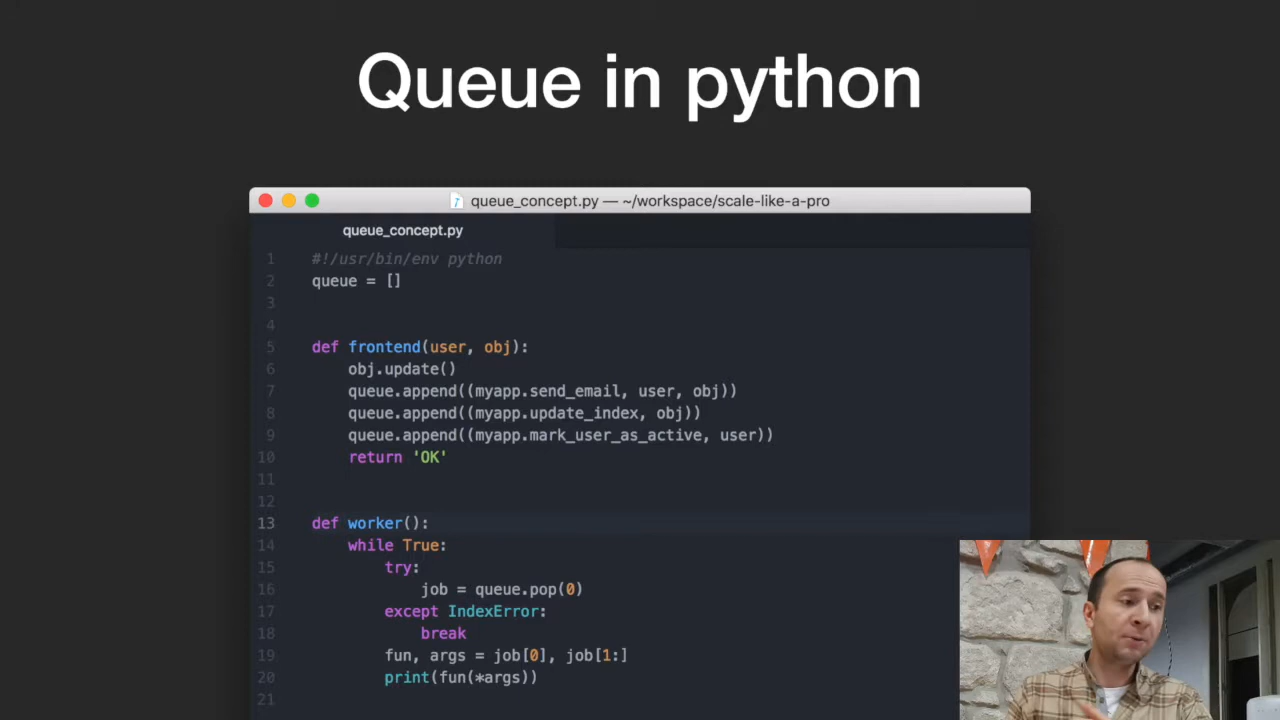 Queue in python
queue_concept.py — ~/workspace/scale-like-a-pro
queue_concept.py
1 #!/usr/bin/env python
2 queue = []
3
4
5 def frontend(user, obj):
6     obj.update()
7     queue.append((myapp.send_email, user, obj))
8     queue.append((myapp.update_index, obj))
9     queue.append((myapp.mark_user_as_active, user))
10     return 'OK'
11
12
13 def worker():
14     while True:
15         try:
16             job = queue.pop(0)
17         except IndexError:
18             break
19         fun, args = job[0], job[1:]
20         print(fun(*args))
21